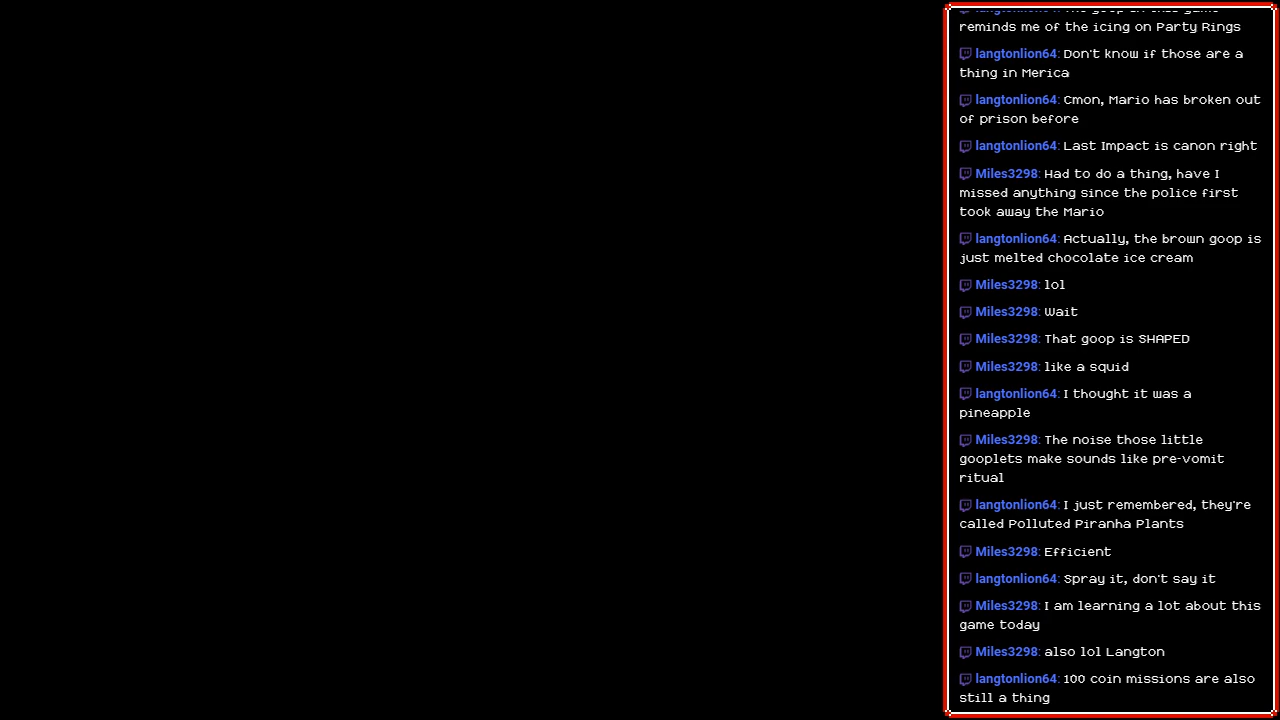 reminds me of the icing on Party Rings
langtonlion64: Don't know if those are a
thing in Merica
langtonlion64: Cmon, Mario has broken out
of prison before
langtonlion64: Last Impact is canon right
Miles3298: Had to do a thing, have I
missed anything since the police first
took away the Mario
langtonlion64: Actually, the brown goop is
just melted chocolate ice cream
Miles3298: lol
Miles3298: Wait
Miles3298: That goop is SHAPED
Miles3298: like a squid
langtonlion64: I thought it was a
pineapple
Miles3298: The noise those little
gooplets make sounds like pre-vomit
ritual
langtonlion64: I just remembered, they're
called Polluted Piranha Plants
Miles3298: Efficient
langtonlion64: Spray it, don't say it
Miles3298: I am learning a lot about this
game today
Miles3298: also lol Langton
langtonlion64: 100 coin missions are also
still a thing